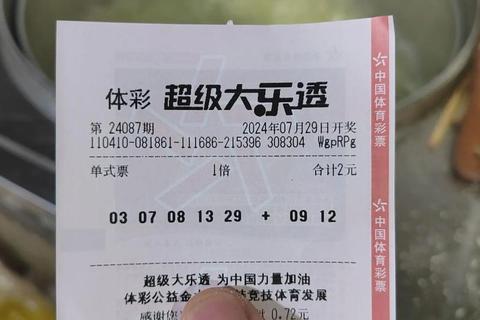 体彩 超级大乐透
第 24087期 2024年07月29日开奖
110410-081861-111686-215396 308304 WgpRPg
单式票 1倍 合计2元
03 07 08 13 29 + 09 12
超级大乐透 为中国力量加油
体彩公益金 竞技体育发展
感谢您 0.72元
中国体育彩票
中国体育彩票